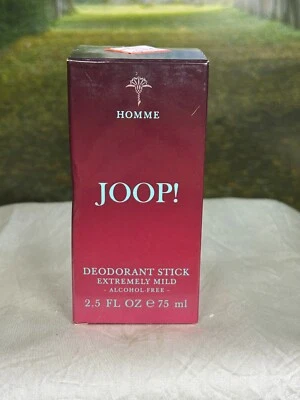 HOMME
JOOP!
DEODORANT STICK
EXTREMELY MILD
- ALCOHOL-FREE -
2.5 FL OZ ℮ 75 ml